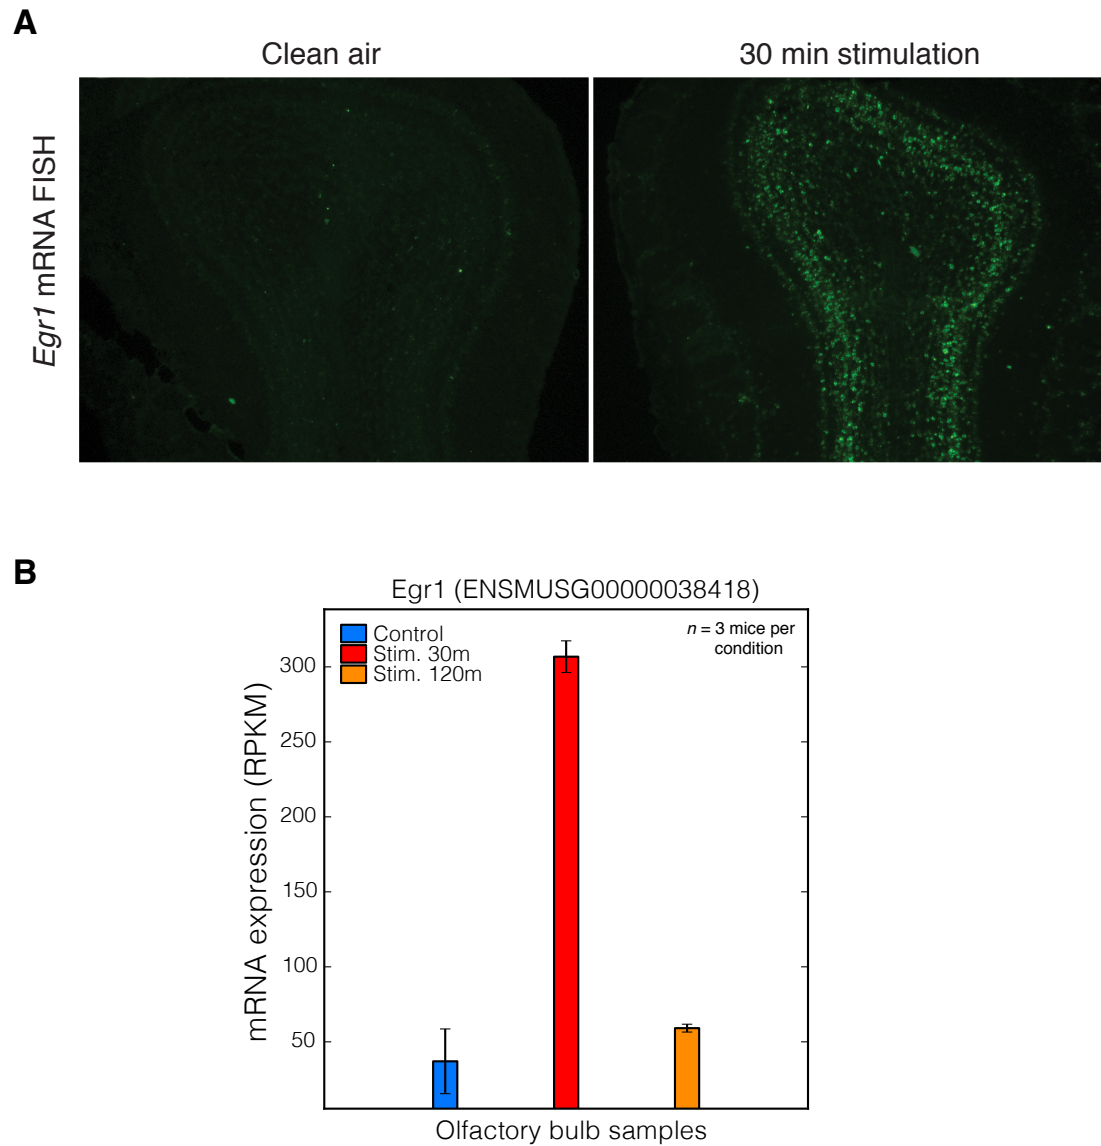 A
Clean air
30 min stimulation
Egr1 mRNA FISH
B
Egr1 (ENSMUSG00000038418)
Control
Stim. 30m
Stim. 120m
n = 3 mice per
condition
mRNA expression (RPKM)
300
250
200
150
100
50
Olfactory bulb samples